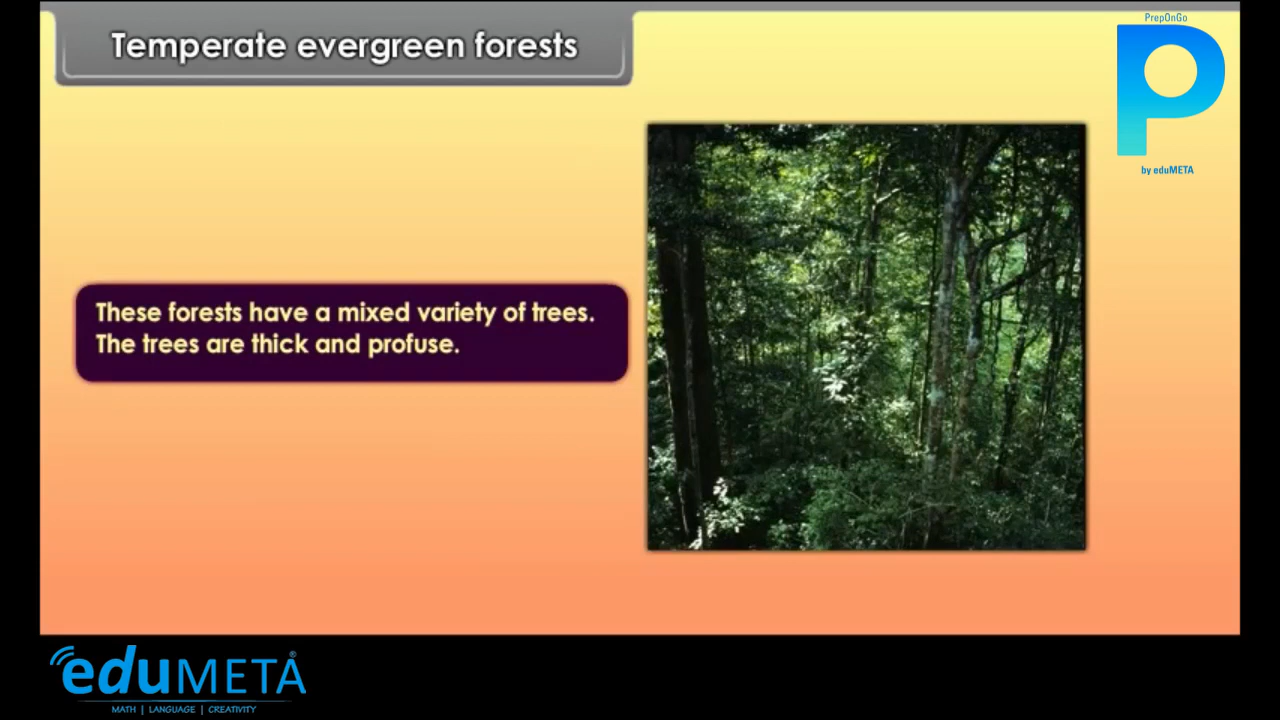 Temperate evergreen forests
PrepOnGo
P
by eduMETA
These forests have a mixed variety of trees.
The trees are thick and profuse.
eduMETA®
MATH | LANGUAGE | CREATIVITY